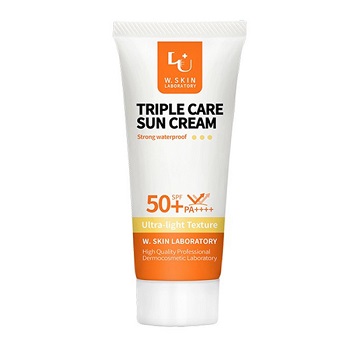 W. SKIN
LABORATORY
TRIPLE CARE
SUN CREAM
Strong waterproof
50+ SPF PA++++
Ultra-light Texture
W. SKIN LABORATORY
High Quality Professional
Dermocosmetic Laboratory